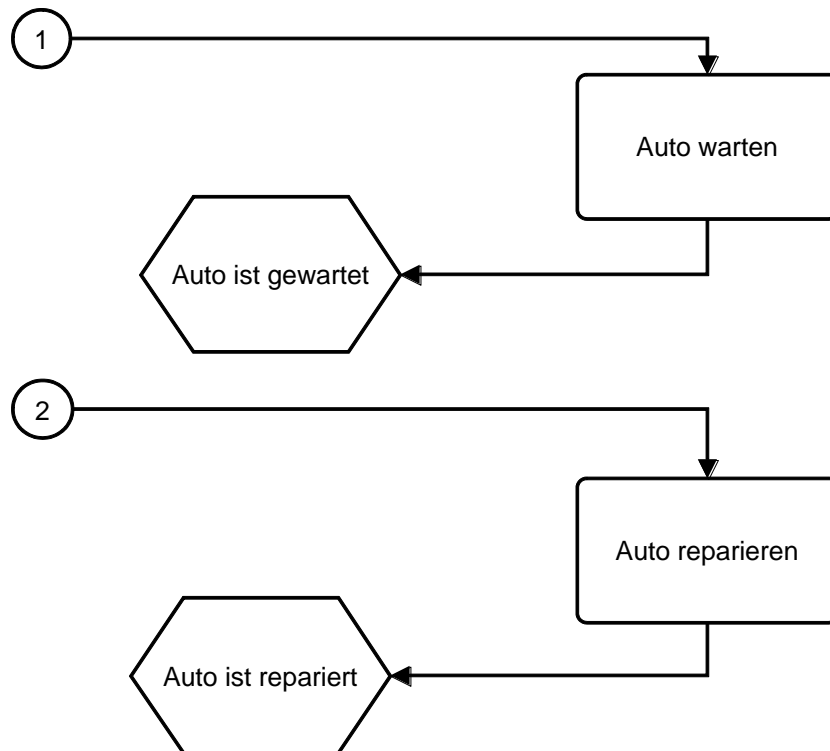 1
Auto warten
Auto ist gewartet
2
Auto reparieren
Auto ist repariert